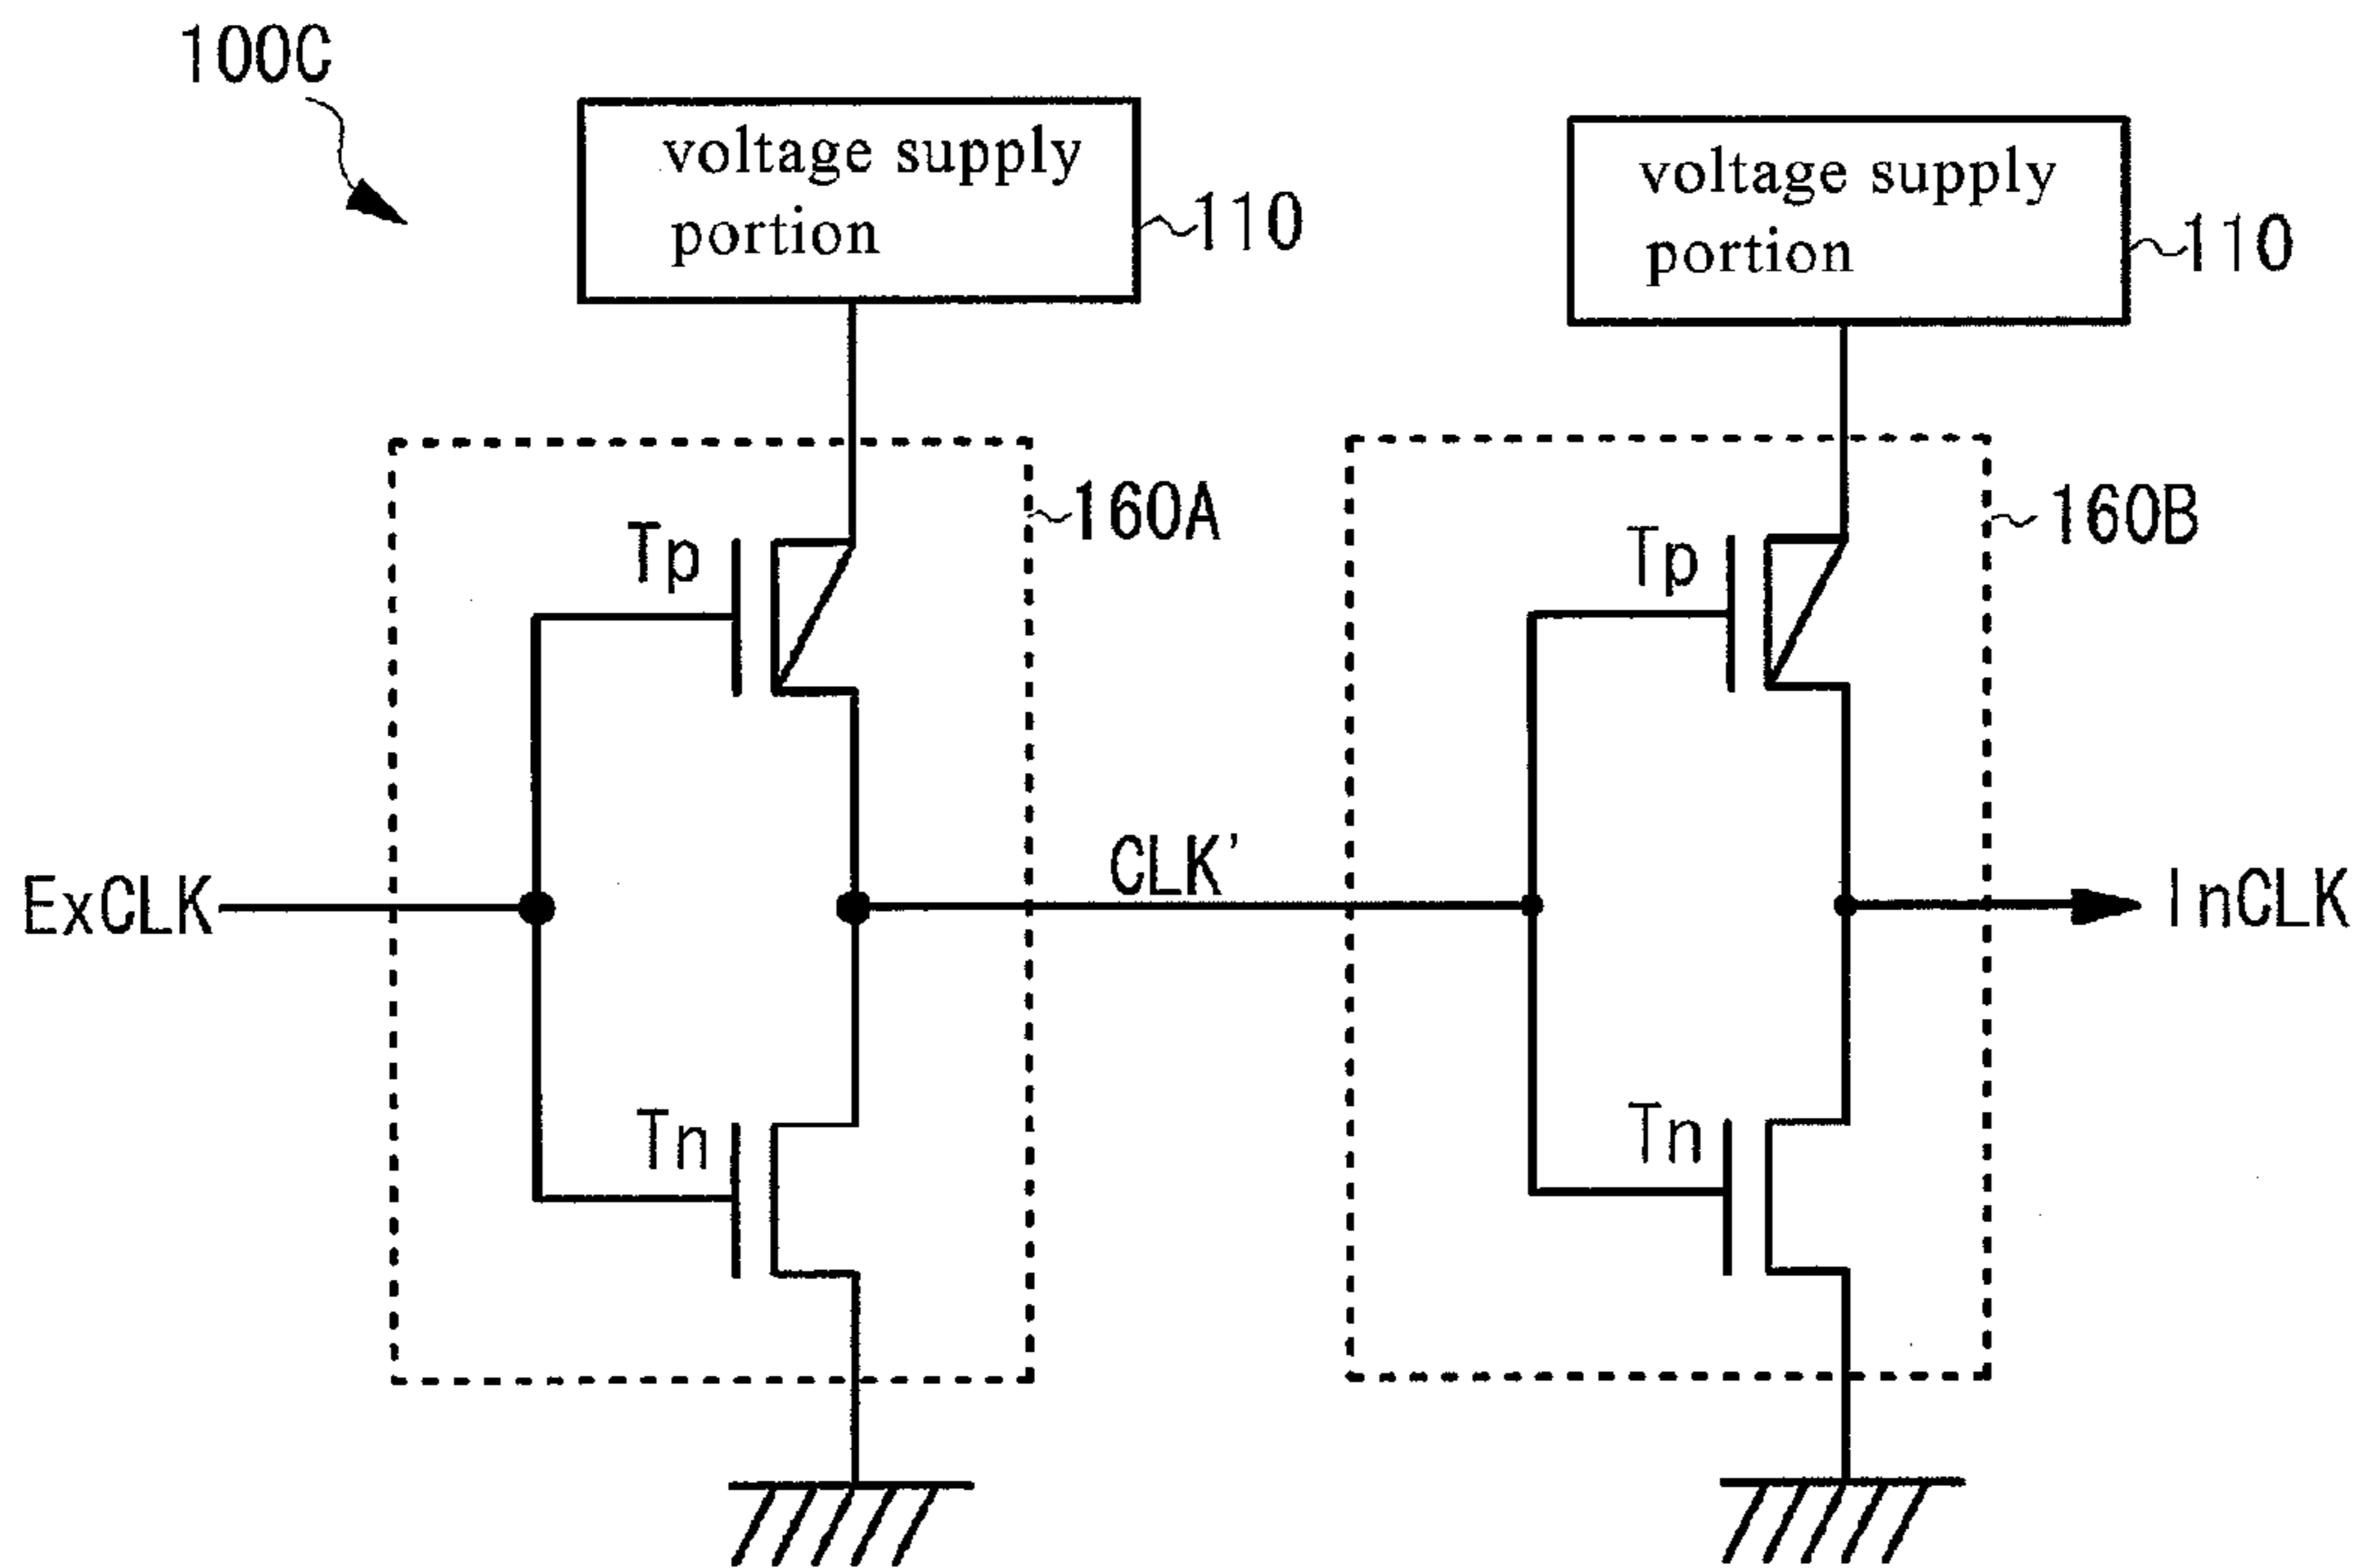 100C
voltage supply
portion
110
voltage supply
portion
110
160A
160B
Tp
Tp
CLK'
ExCLK
InCLK
Tn
Tn